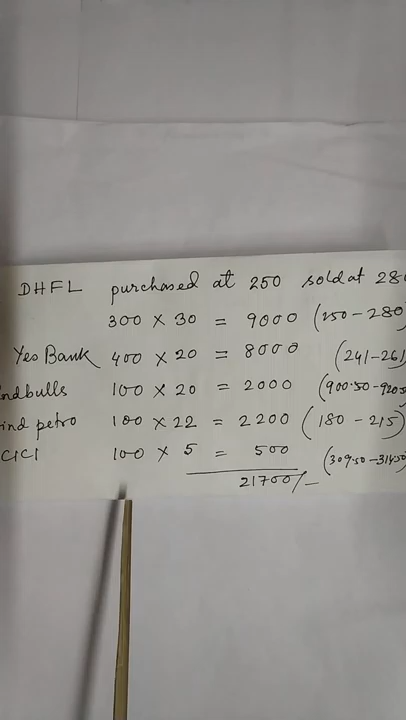 DHFL purchased at 250 sold at 280
300 × 30 = 9000 (250-280)
Yes Bank 400 × 20 = 8000 (241-261
ndbulls 100 × 20 = 2000 (900.50-920.5
ind petro 100 × 22 = 2200 (180-215)
CICI 100 × 5 = 500 (309.50-314.50
21700/-